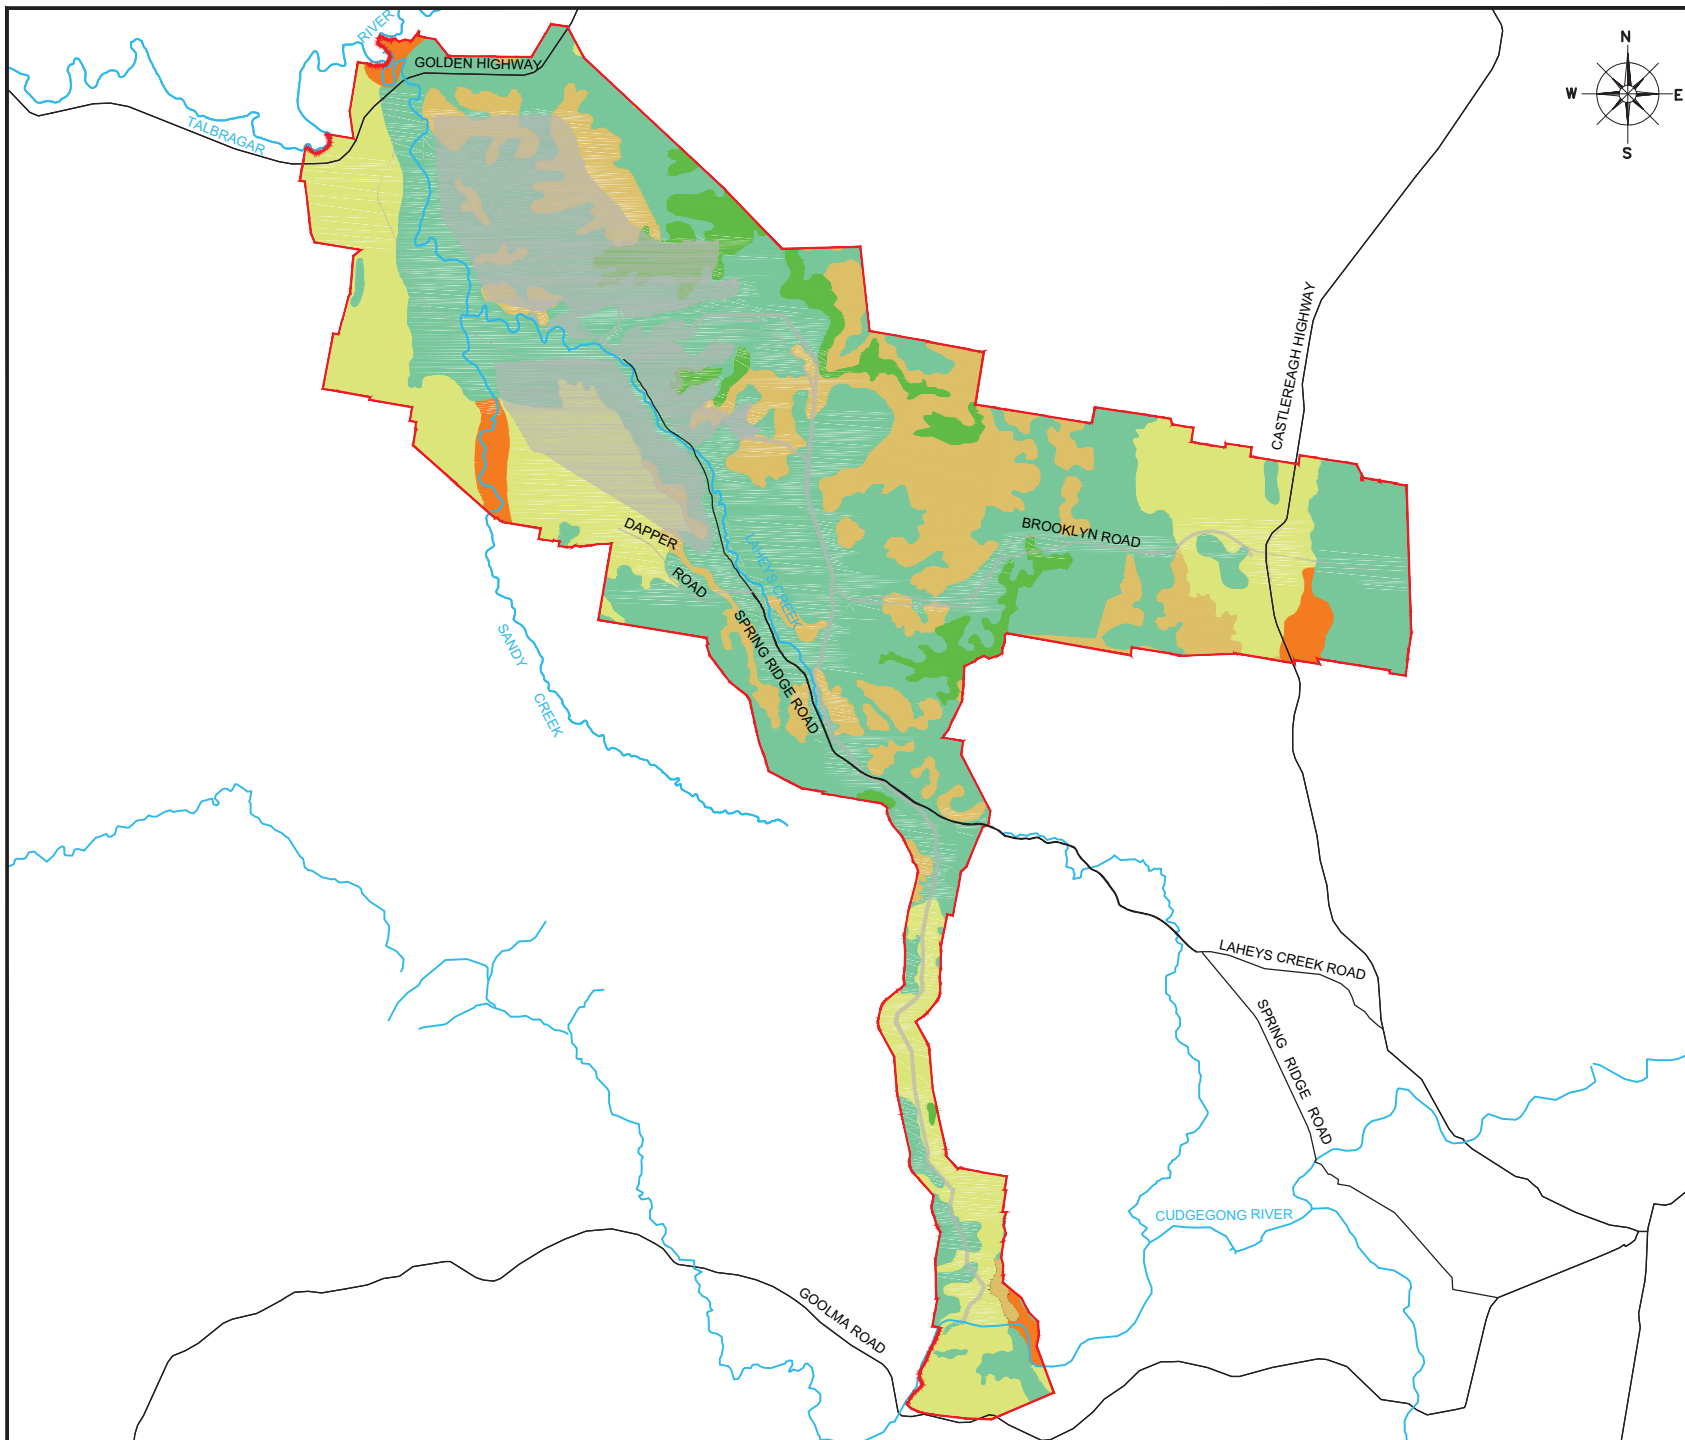 RIVER
N
GOLDEN HIGHWAY
W
E
TALBRAGAR
S
CASTLEREAGH HIGHWAY
DAPPER
ROAD
BROOKLYN ROAD
LAHEYS CREEK
SPRING RIDGE ROAD
SANDY
CREEK
LAHEYS CREEK ROAD
SPRING RIDGE ROAD
CUDGEGONG RIVER
GOOLMA ROAD